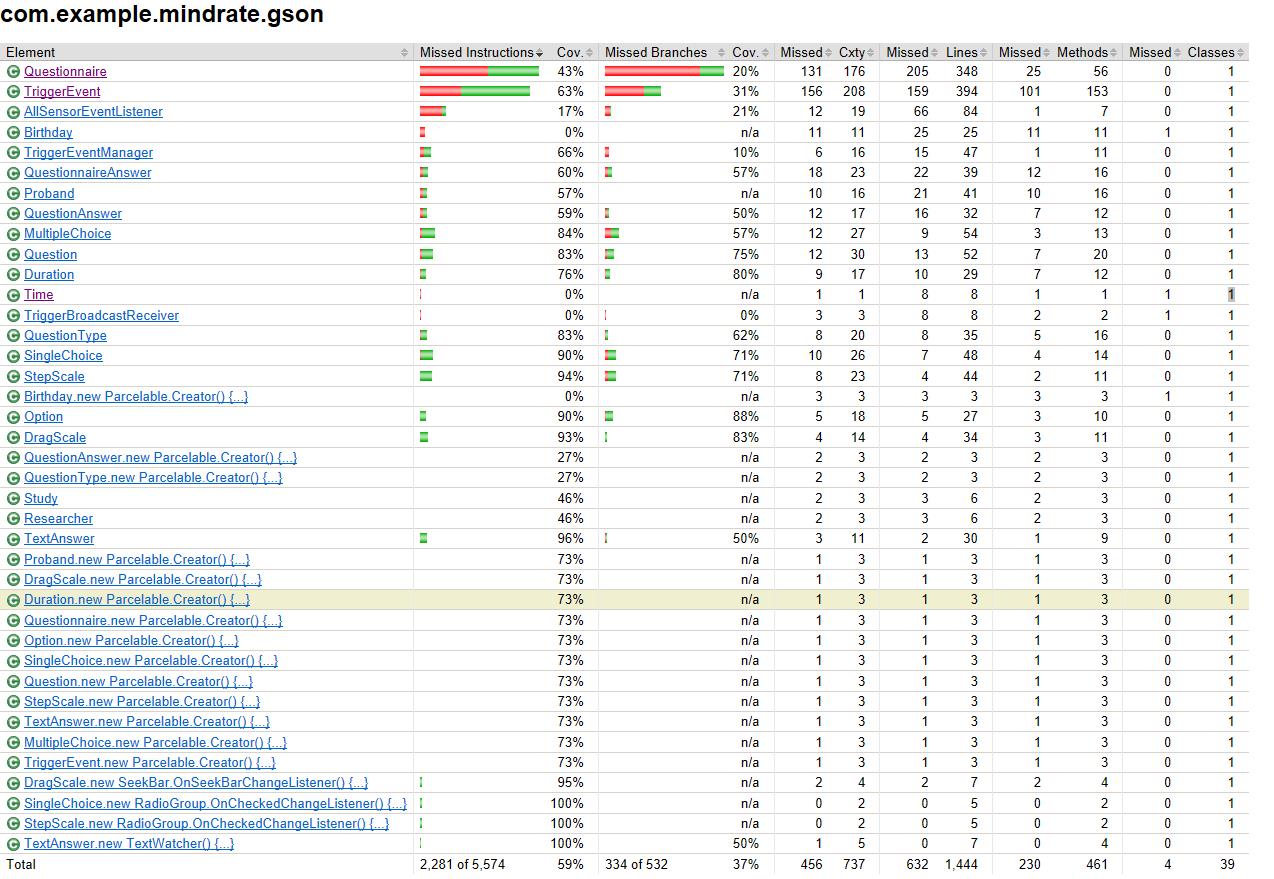 com.example.mindrate.gson
Element Missed Instructions Cov. Missed Branches Cov. Missed Cxty Missed Lines Missed Methods Missed Classes
Questionnaire 43% 20% 131 176 205 348 25 56 0 1
TriggerEvent 63% 31% 156 208 159 394 101 153 0 1
AllSensorEventListener 17% 21% 12 19 66 84 1 7 0 1
Birthday 0% n/a 11 11 25 25 11 11 1 1
TriggerEventManager 66% 10% 6 16 15 47 1 11 0 1
QuestionnaireAnswer 60% 57% 18 23 22 39 12 16 0 1
Proband 57% n/a 10 16 21 41 10 16 0 1
QuestionAnswer 59% 50% 12 17 16 32 7 12 0 1
MultipleChoice 84% 57% 12 27 9 54 3 13 0 1
Question 83% 75% 12 30 13 52 7 20 0 1
Duration 76% 80% 9 17 10 29 7 12 0 1
Time 0% n/a 1 1 8 8 1 1 1 1
TriggerBroadcastReceiver 0% 0% 3 3 8 8 2 2 1 1
QuestionType 83% 62% 8 20 8 35 5 16 0 1
SingleChoice 90% 71% 10 26 7 48 4 14 0 1
StepScale 94% 71% 8 23 4 44 2 11 0 1
Birthday.new Parcelable.Creator() {...} 0% n/a 3 3 3 3 3 3 1 1
Option 90% 88% 5 18 5 27 3 10 0 1
DragScale 93% 83% 4 14 4 34 3 11 0 1
QuestionAnswer.new Parcelable.Creator() {...} 27% n/a 2 3 2 3 2 3 0 1
QuestionType.new Parcelable.Creator() {...} 27% n/a 2 3 2 3 2 3 0 1
Study 46% n/a 2 3 3 6 2 3 0 1
Researcher 46% n/a 2 3 3 6 2 3 0 1
TextAnswer 96% 50% 3 11 2 30 1 9 0 1
Proband.new Parcelable.Creator() {...} 73% n/a 1 3 1 3 1 3 0 1
DragScale.new Parcelable.Creator() {...} 73% n/a 1 3 1 3 1 3 0 1
Duration.new Parcelable.Creator() {...} 73% n/a 1 3 1 3 1 3 0 1
Questionnaire.new Parcelable.Creator() {...} 73% n/a 1 3 1 3 1 3 0 1
Option.new Parcelable.Creator() {...} 73% n/a 1 3 1 3 1 3 0 1
SingleChoice.new Parcelable.Creator() {...} 73% n/a 1 3 1 3 1 3 0 1
Question.new Parcelable.Creator() {...} 73% n/a 1 3 1 3 1 3 0 1
StepScale.new Parcelable.Creator() {...} 73% n/a 1 3 1 3 1 3 0 1
TextAnswer.new Parcelable.Creator() {...} 73% n/a 1 3 1 3 1 3 0 1
MultipleChoice.new Parcelable.Creator() {...} 73% n/a 1 3 1 3 1 3 0 1
TriggerEvent.new Parcelable.Creator() {...} 73% n/a 1 3 1 3 1 3 0 1
DragScale.new SeekBar.OnSeekBarChangeListener() {...} 95% n/a 2 4 2 7 2 4 0 1
SingleChoice.new RadioGroup.OnCheckedChangeListener() {...} 100% n/a 0 2 0 5 0 2 0 1
StepScale.new RadioGroup.OnCheckedChangeListener() {...} 100% n/a 0 2 0 5 0 2 0 1
TextAnswer.new TextWatcher() {...} 100% 50% 1 5 0 7 0 4 0 1
Total 2,281 of 5,574 59% 334 of 532 37% 456 737 632 1,444 230 461 4 39